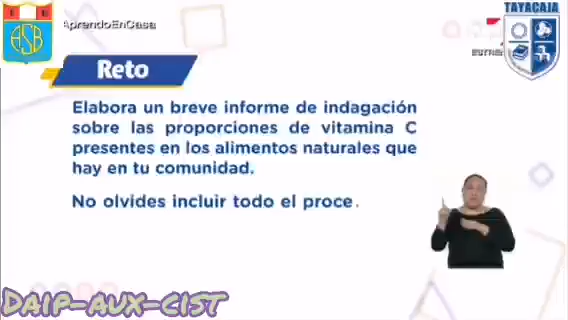 ASB
AprendoEnCasa
TAYACAJA
Reto
Elabora un breve informe de indagación
sobre las proporciones de vitamina C
presentes en los alimentos naturales que
hay en tu comunidad.
No olvides incluir todo el proce
DAIP-AUX-CIST